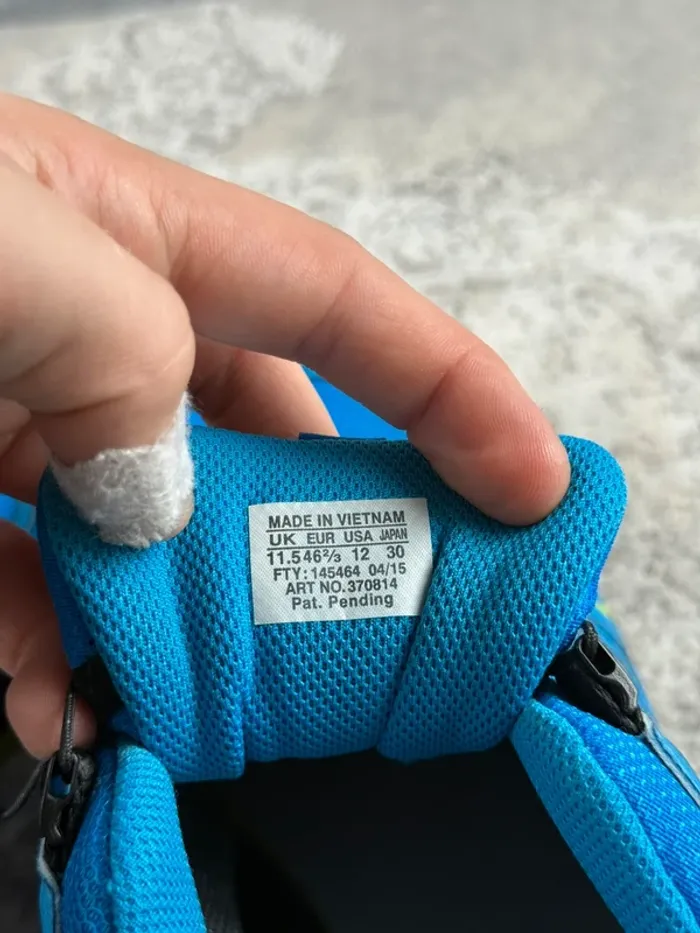 MADE IN VIETNAM
UK EUR USA JAPAN
11.5 46⅔ 12 30
FTY: 145464 04/15
ART NO. 370814
Pat. Pending